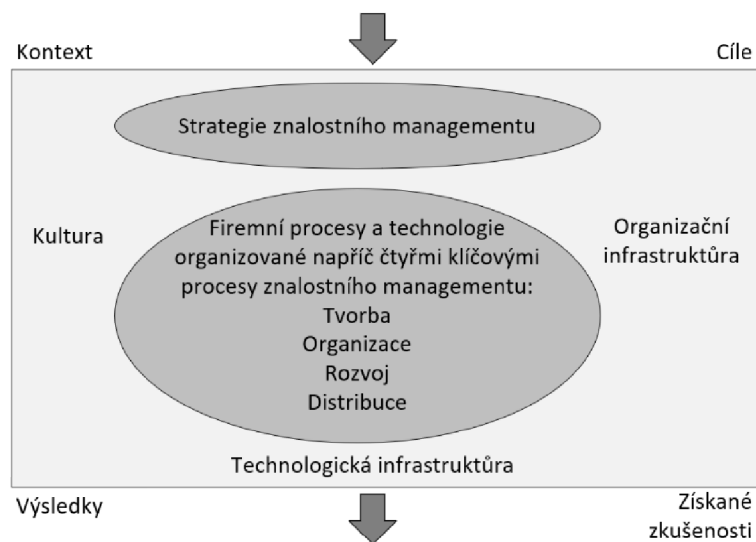 Kontext
Cíle
Strategie znalostního managementu
Kultura
Firemní procesy a technologie
organizované napříč čtyřmi klíčovými
procesy znalostního managementu:
Tvorba
Organizace
Rozvoj
Distribuce
Organizační
infrastruktůra
Technologická infrastruktůra
Výsledky
Získané
zkušenosti